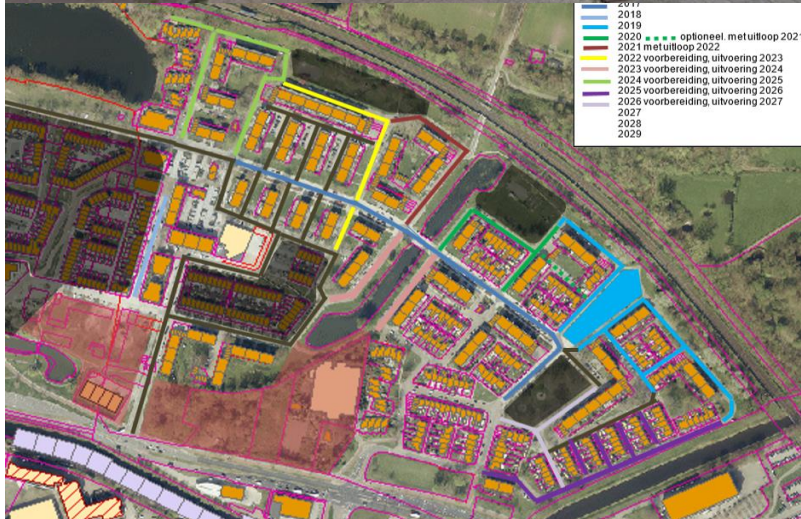 2017
2018
2019
2020 optioneel. met uitloop 2021
2021 met uitloop 2022
2022 voorbereiding, uitvoering 2023
2023 voorbereiding, uitvoering 2024
2024 voorbereiding, uitvoering 2025
2025 voorbereiding, uitvoering 2026
2026 voorbereiding, uitvoering 2027
2027
2028
2029